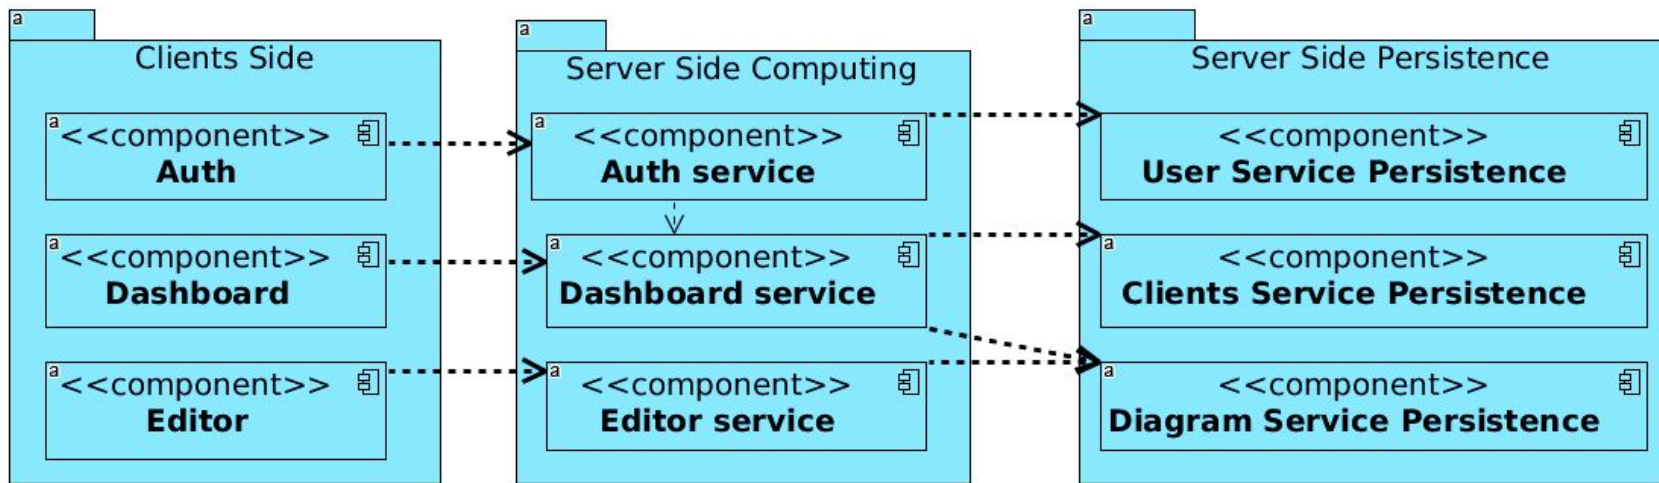 a
Clients Side
a
<<component>>
Auth
a
<<component>>
Dashboard
a
<<component>>
Editor
a
Server Side Computing
a
<<component>>
Auth service
a
<<component>>
Dashboard service
a
<<component>>
Editor service
a
Server Side Persistence
<<component>>
User Service Persistence
a
<<component>>
Clients Service Persistence
a
<<component>>
Diagram Service Persistence